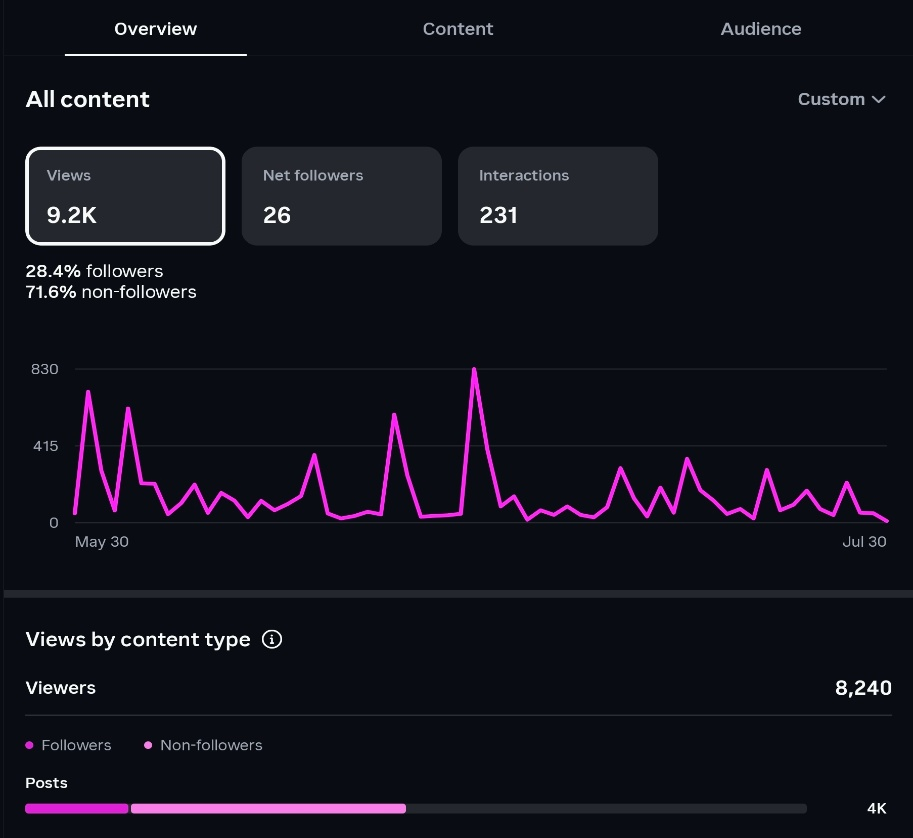 Overview Content Audience
All content Custom
Views Net followers Interactions
9.2K 26 231
28.4% followers
71.6% non-followers
830
415
0
May 30 Jul 30
Views by content type
Viewers 8,240
Followers Non-followers
Posts
4K